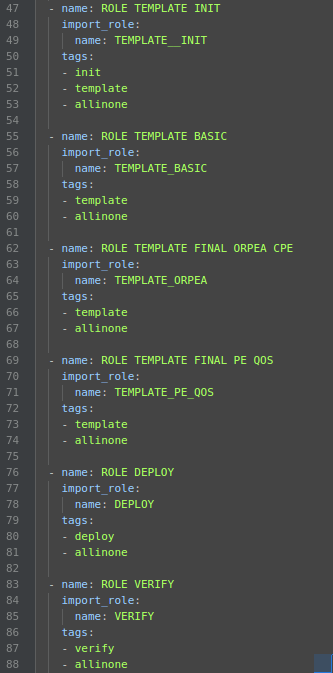 47 - name: ROLE TEMPLATE INIT
48 import_role:
49 name: TEMPLATE__INIT
50 tags:
51 - init
52 - template
53 - allinone
54
55 - name: ROLE TEMPLATE BASIC
56 import_role:
57 name: TEMPLATE_BASIC
58 tags:
59 - template
60 - allinone
61
62 - name: ROLE TEMPLATE FINAL ORPEA CPE
63 import_role:
64 name: TEMPLATE_ORPEA
65 tags:
66 - template
67 - allinone
68
69 - name: ROLE TEMPLATE FINAL PE QOS
70 import_role:
71 name: TEMPLATE_PE_QOS
72 tags:
73 - template
74 - allinone
75
76 - name: ROLE DEPLOY
77 import_role:
78 name: DEPLOY
79 tags:
80 - deploy
81 - allinone
82
83 - name: ROLE VERIFY
84 import_role:
85 name: VERIFY
86 tags:
87 - verify
88 - allinone